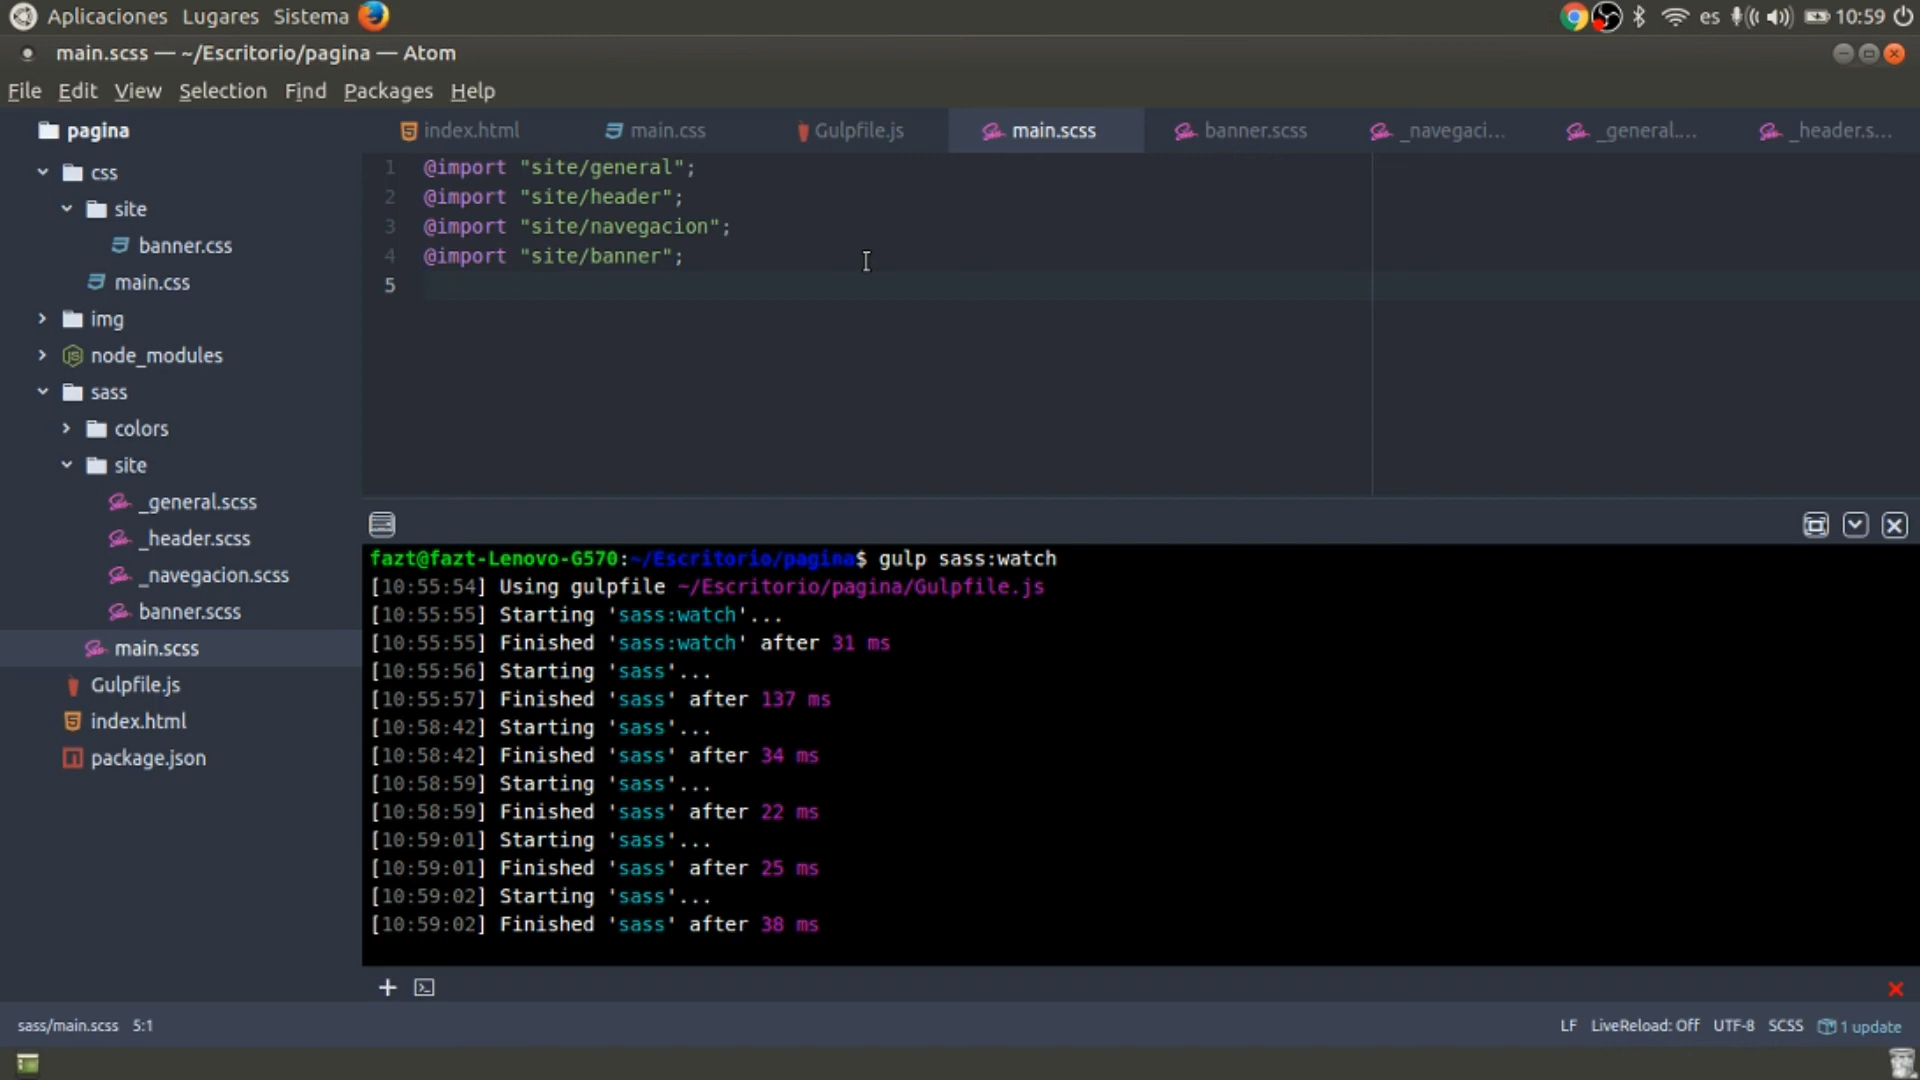 Aplicaciones Lugares Sistema es 10:59
main.scss — ~/Escritorio/pagina — Atom
File Edit View Selection Find Packages Help
pagina
css
site
banner.css
main.css
img
node_modules
sass
colors
site
_general.scss
_header.scss
_navegacion.scss
banner.scss
main.scss
Gulpfile.js
index.html
package.json
index.html main.css Gulpfile.js main.scss banner.scss _navegaci... _general.... _header.s...
1 @import "site/general";
2 @import "site/header";
3 @import "site/navegacion";
4 @import "site/banner";
5
fazt@fazt-Lenovo-G570:~/Escritorio/pagina$ gulp sass:watch
[10:55:54] Using gulpfile ~/Escritorio/pagina/Gulpfile.js
[10:55:55] Starting 'sass:watch'...
[10:55:55] Finished 'sass:watch' after 31 ms
[10:55:56] Starting 'sass'...
[10:55:57] Finished 'sass' after 137 ms
[10:58:42] Starting 'sass'...
[10:58:42] Finished 'sass' after 34 ms
[10:58:59] Starting 'sass'...
[10:58:59] Finished 'sass' after 22 ms
[10:59:01] Starting 'sass'...
[10:59:01] Finished 'sass' after 25 ms
[10:59:02] Starting 'sass'...
[10:59:02] Finished 'sass' after 38 ms
sass/main.scss 5:1 LF LiveReload: Off UTF-8 SCSS 1 update